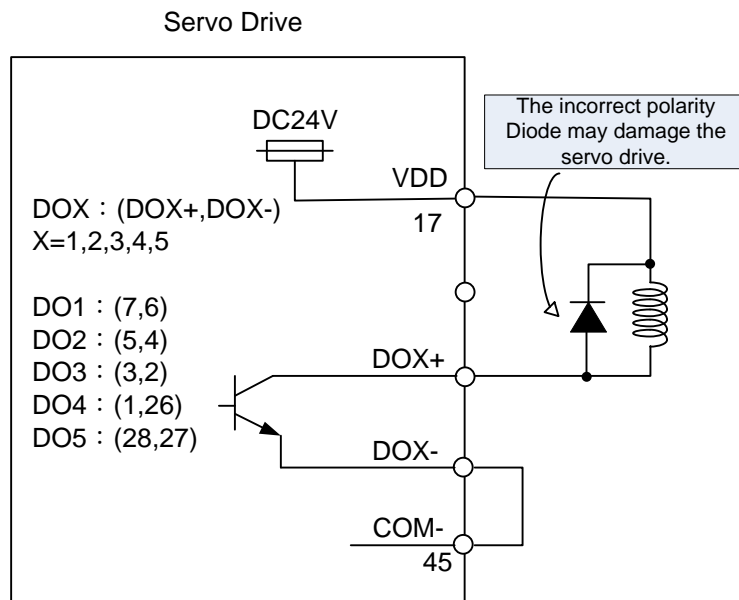 Servo Drive
The incorrect polarity
Diode may damage the
servo drive.
DC24V
VDD
17
DOX：(DOX+,DOX-)
X=1,2,3,4,5
DO1：(7,6)
DO2：(5,4)
DO3：(3,2)
DO4：(1,26)
DO5：(28,27)
DOX+
DOX-
COM-
45